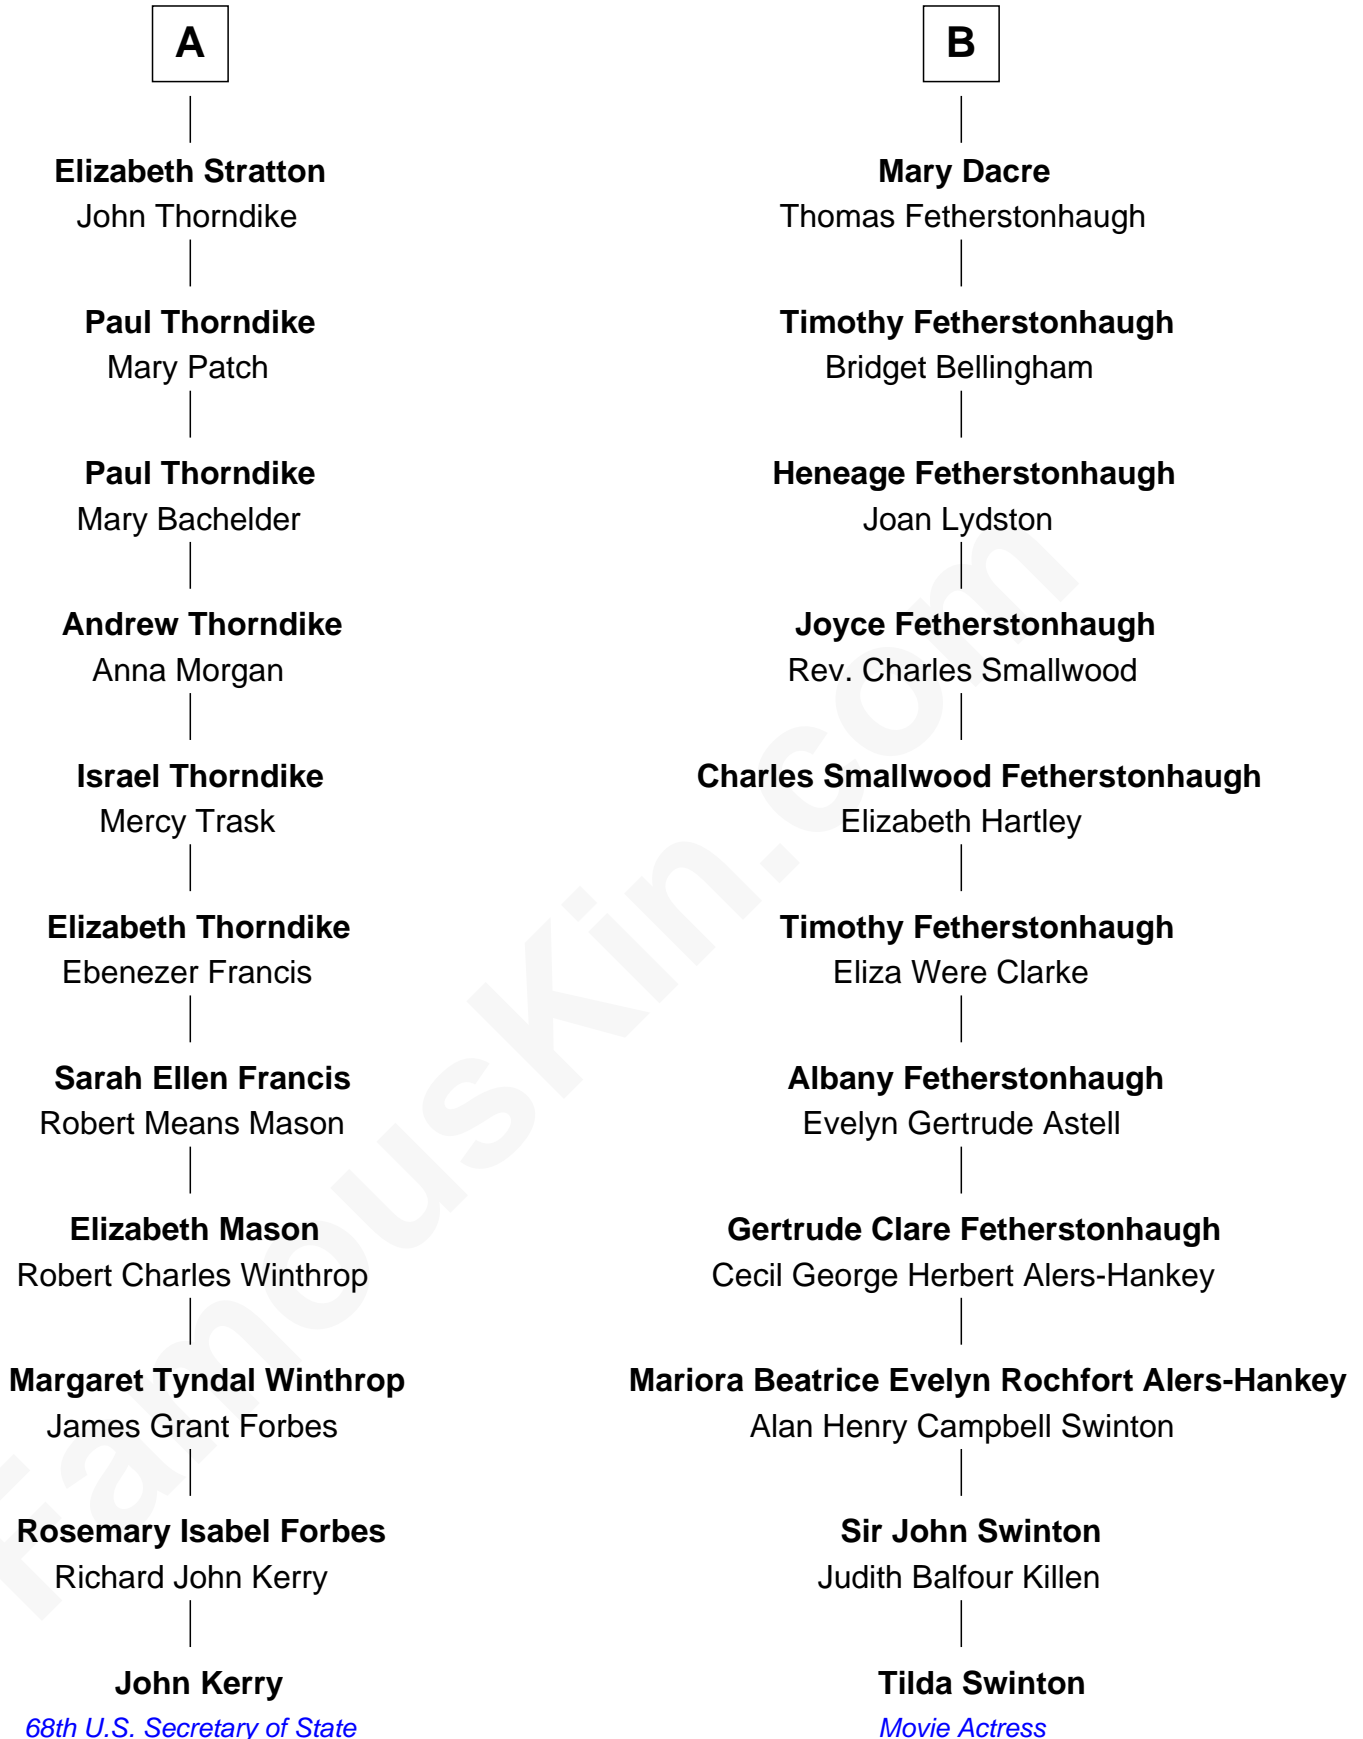 A
Elizabeth Stratton
John Thorndike
Paul Thorndike
Mary Patch
Paul Thorndike
Mary Bachelder
Andrew Thorndike
Anna Morgan
Israel Thorndike
Mercy Trask
Elizabeth Thorndike
Ebenezer Francis
Sarah Ellen Francis
Robert Means Mason
Elizabeth Mason
Robert Charles Winthrop
Margaret Tyndal Winthrop
James Grant Forbes
Rosemary Isabel Forbes
Richard John Kerry
John Kerry
68th U.S. Secretary of State
B
Mary Dacre
Thomas Fetherstonhaugh
Timothy Fetherstonhaugh
Bridget Bellingham
Heneage Fetherstonhaugh
Joan Lydston
Joyce Fetherstonhaugh
Rev. Charles Smallwood
Charles Smallwood Fetherstonhaugh
Elizabeth Hartley
Timothy Fetherstonhaugh
Eliza Were Clarke
Albany Fetherstonhaugh
Evelyn Gertrude Astell
Gertrude Clare Fetherstonhaugh
Cecil George Herbert Alers-Hankey
Mariora Beatrice Evelyn Rochfort Alers-Hankey
Alan Henry Campbell Swinton
Sir John Swinton
Judith Balfour Killen
Tilda Swinton
Movie Actress
FamousKin.com